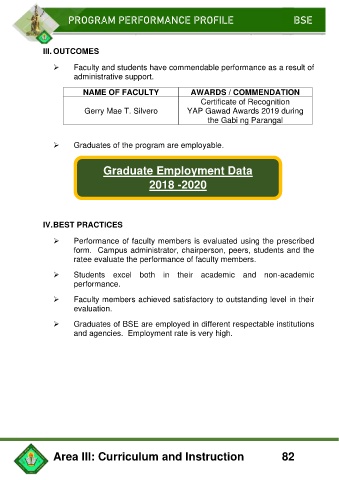 PROGRAM PERFORMANCE PROFILE BSE
III. OUTCOMES
➢ Faculty and students have commendable performance as a result of
administrative support.
NAME OF FACULTY AWARDS / COMMENDATION
Gerry Mae T. Silvero Certificate of Recognition
YAP Gawad Awards 2019 during
the Gabi ng Parangal
➢ Graduates of the program are employable.
Graduate Employment Data
2018 -2020
IV.BEST PRACTICES
➢ Performance of faculty members is evaluated using the prescribed
form. Campus administrator, chairperson, peers, students and the
ratee evaluate the performance of faculty members.
➢ Students excel both in their academic and non-academic
performance.
➢ Faculty members achieved satisfactory to outstanding level in their
evaluation.
➢ Graduates of BSE are employed in different respectable institutions
and agencies. Employment rate is very high.
Area III: Curriculum and Instruction 82